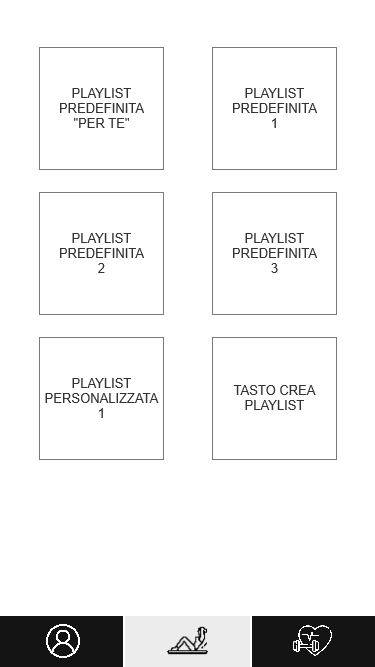 PLAYLIST
PREDEFINITA
"PER TE"
PLAYLIST
PREDEFINITA
1
PLAYLIST
PREDEFINITA
2
PLAYLIST
PREDEFINITA
3
PLAYLIST
PERSONALIZZATA
1
TASTO CREA
PLAYLIST